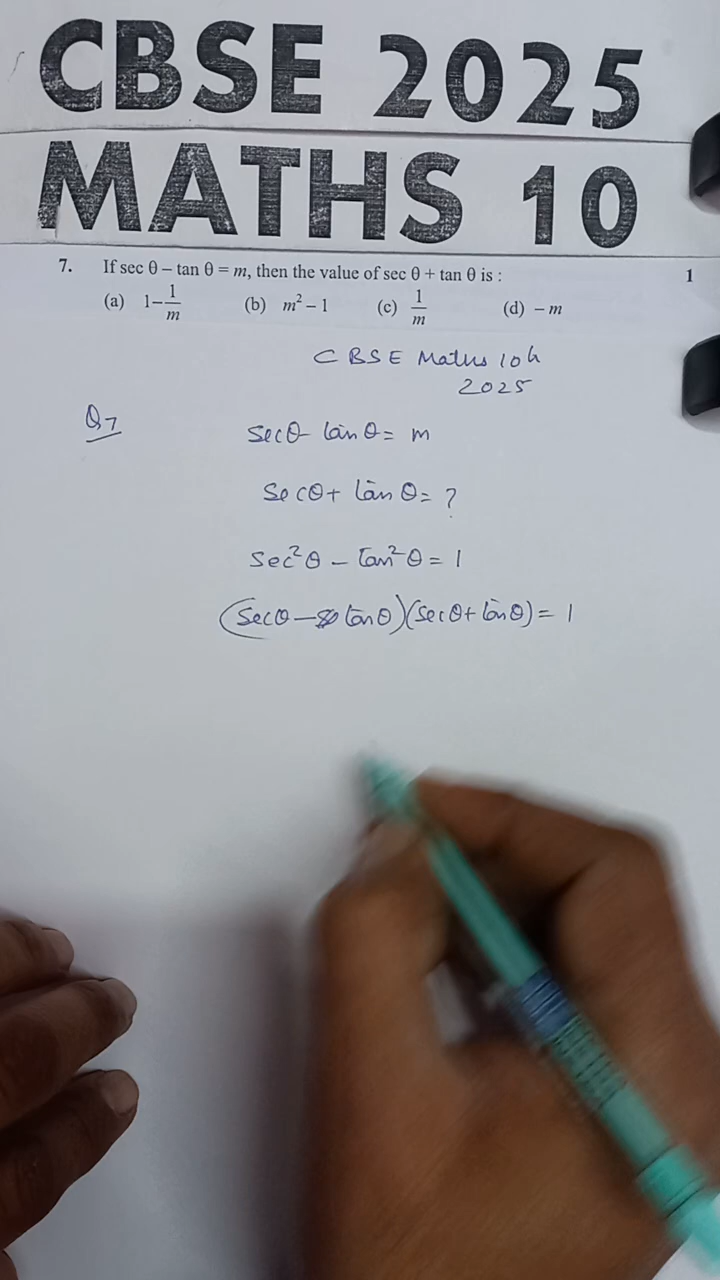 CBSE 2025
MATHS 10
7. If sec θ – tan θ = m, then the value of sec θ + tan θ is : 1
(a) 1–1/m (b) m² – 1 (c) 1/m (d) – m
CBSE Maths 10th
2025
Q7 secθ - tanθ = m
secθ + tanθ = ?
sec²θ – tan²θ = 1
(secθ – tanθ)(secθ + tanθ) = 1